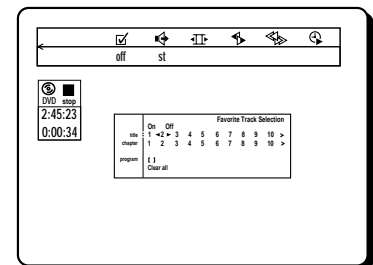 off st
DVD stop
2:45:23
0:00:34
Favorite Track Selection
On Off
title : 1 ◄2 ► 3 4 5 6 7 8 9 10 >
chapter 1 2 3 4 5 6 7 8 9 10 >
program [ ]
Clear all